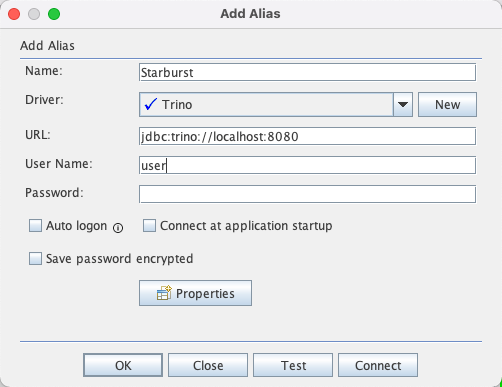 Add Alias
Add Alias
Name: Starburst
Driver: Trino New
URL: jdbc:trino://localhost:8080
User Name: user
Password:
Auto logon Connect at application startup
Save password encrypted
Properties
OK Close Test Connect